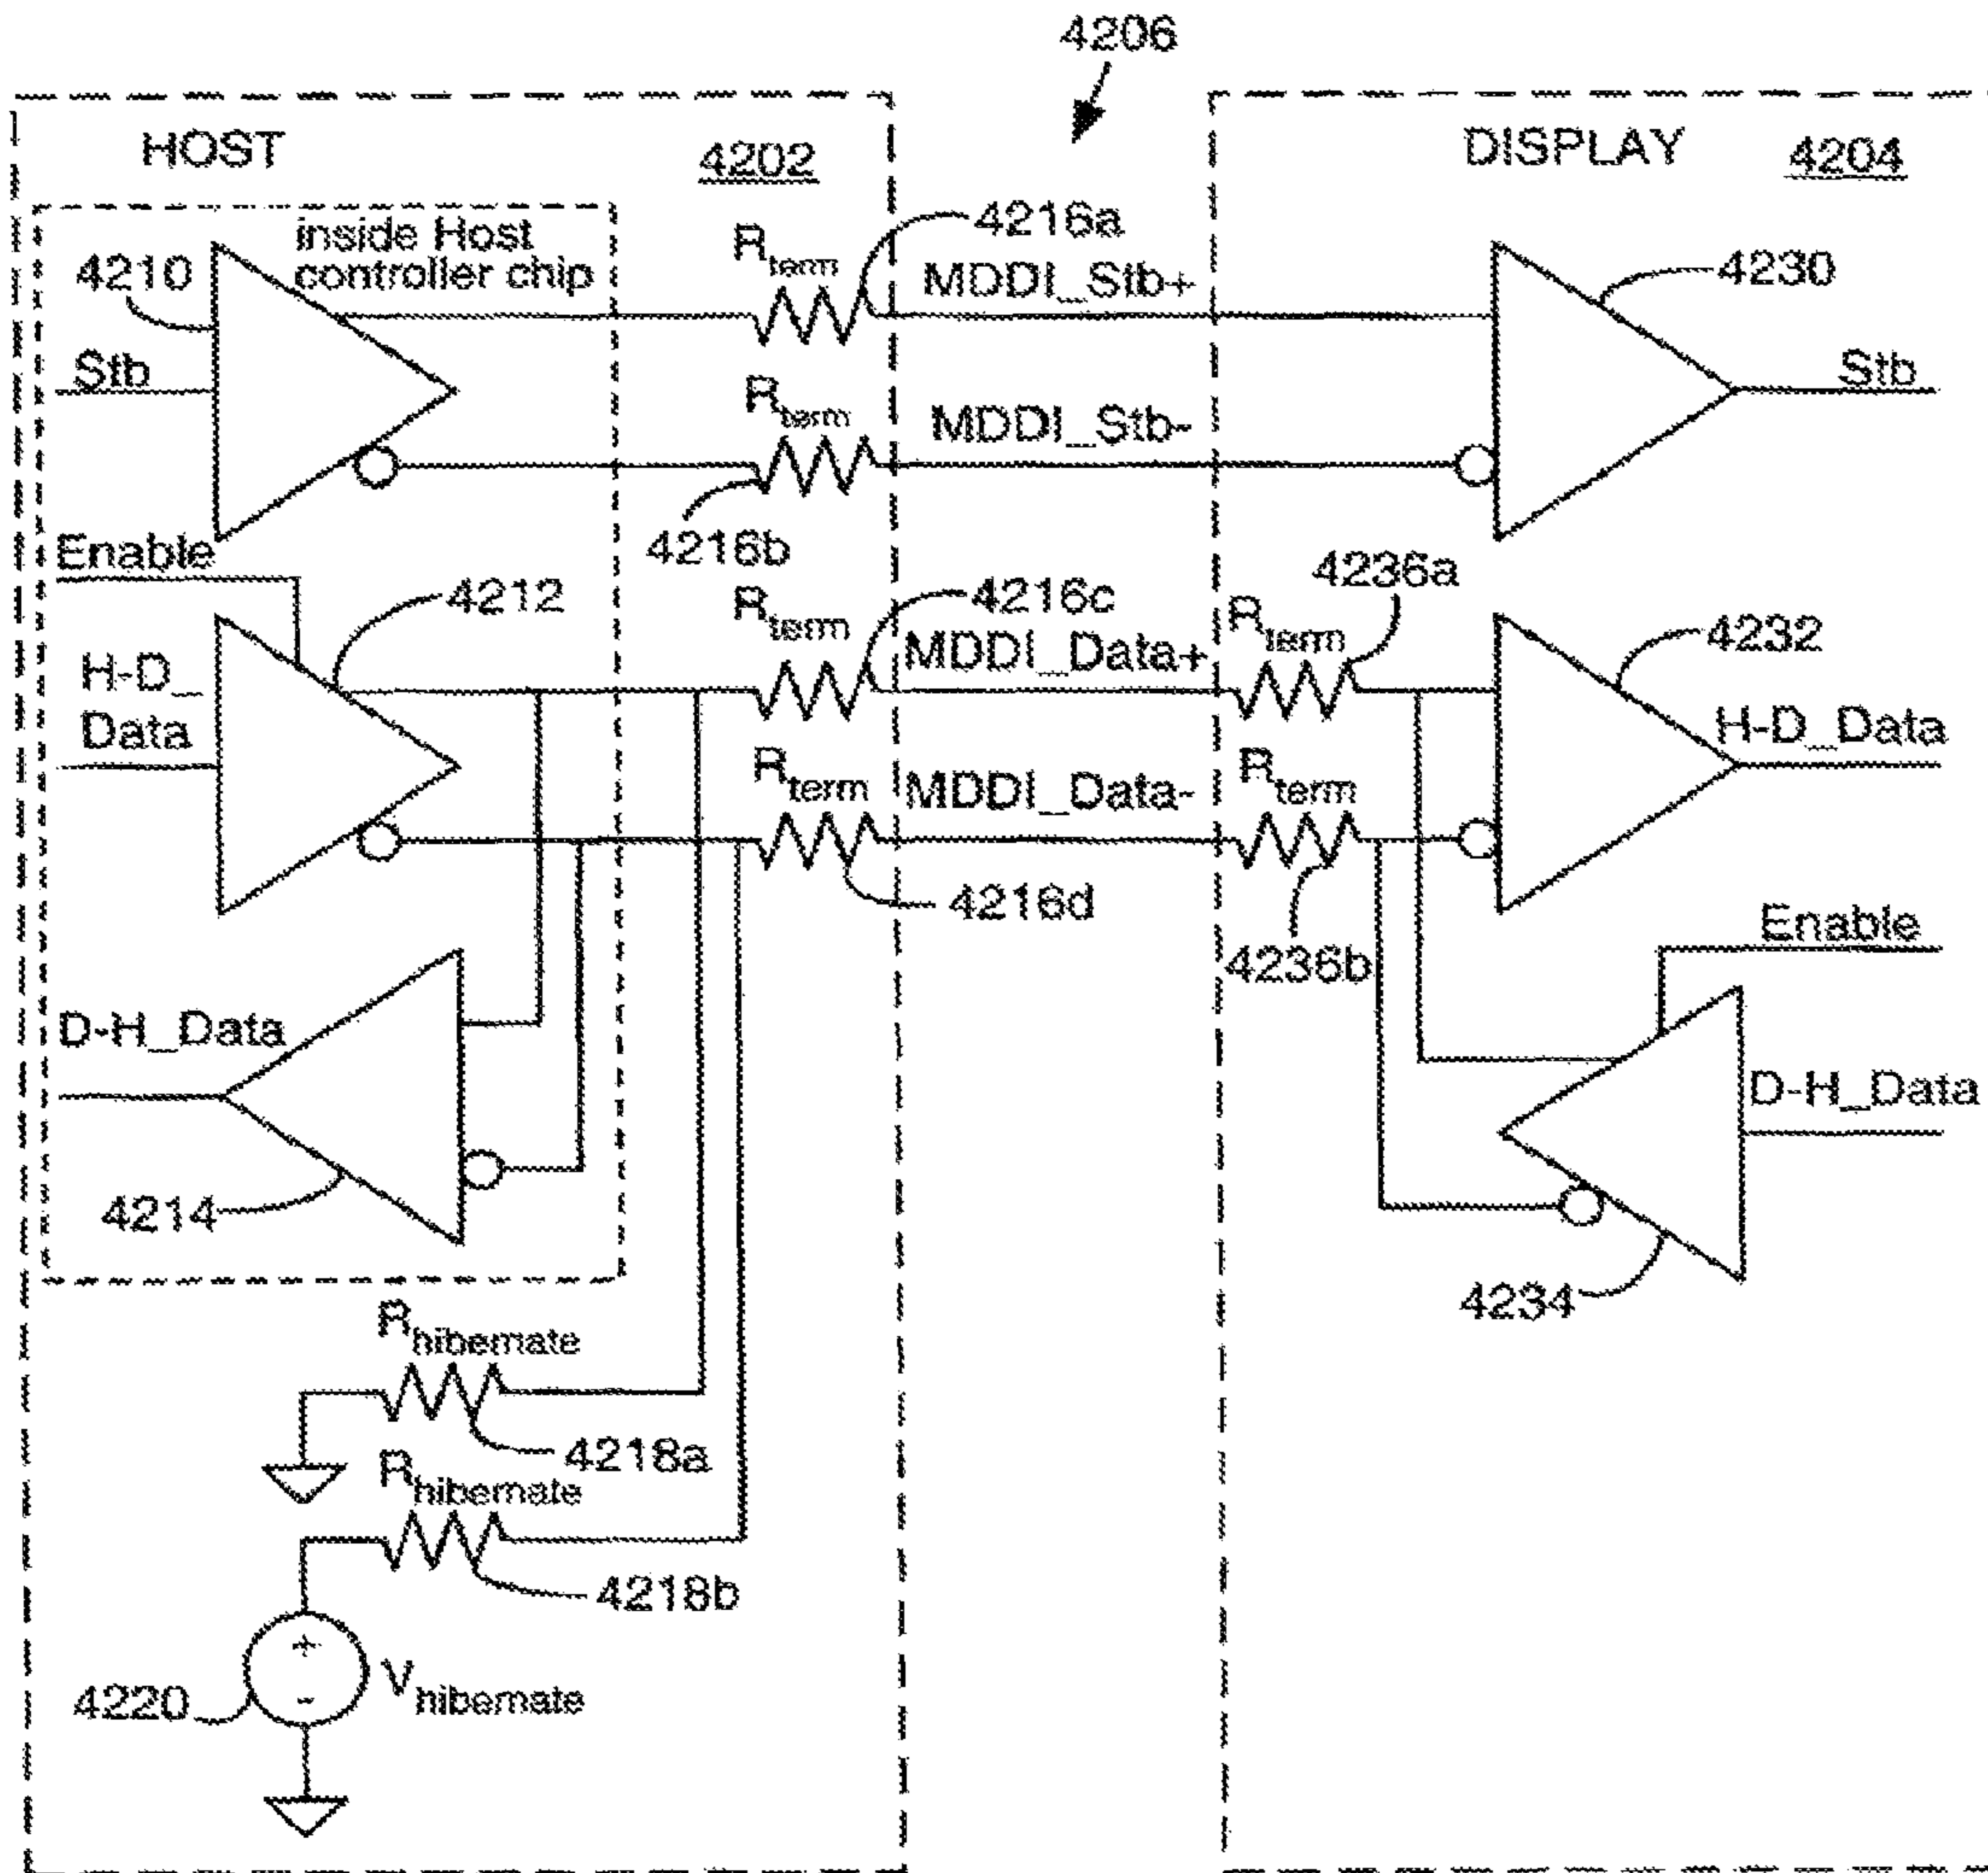 4206
HOST
4202
DISPLAY
4204
inside Host
controller chip
4210
Stb
Rterm
4216a
MDDI_Stb+
4230
Stb
Rterm
MDDI_Stb-
4216b
Enable
4212
H-D_
Data
Rterm
4216c
MDDI_Data+
4236a
Rterm
4232
H-D_Data
Rterm
MDDI_Data-
Rterm
4216d
4236b
Enable
D-H_Data
D-H_Data
4214
4234
Rhibernate
4218a
Rhibernate
4218b
4220
Vhibernate
+
-